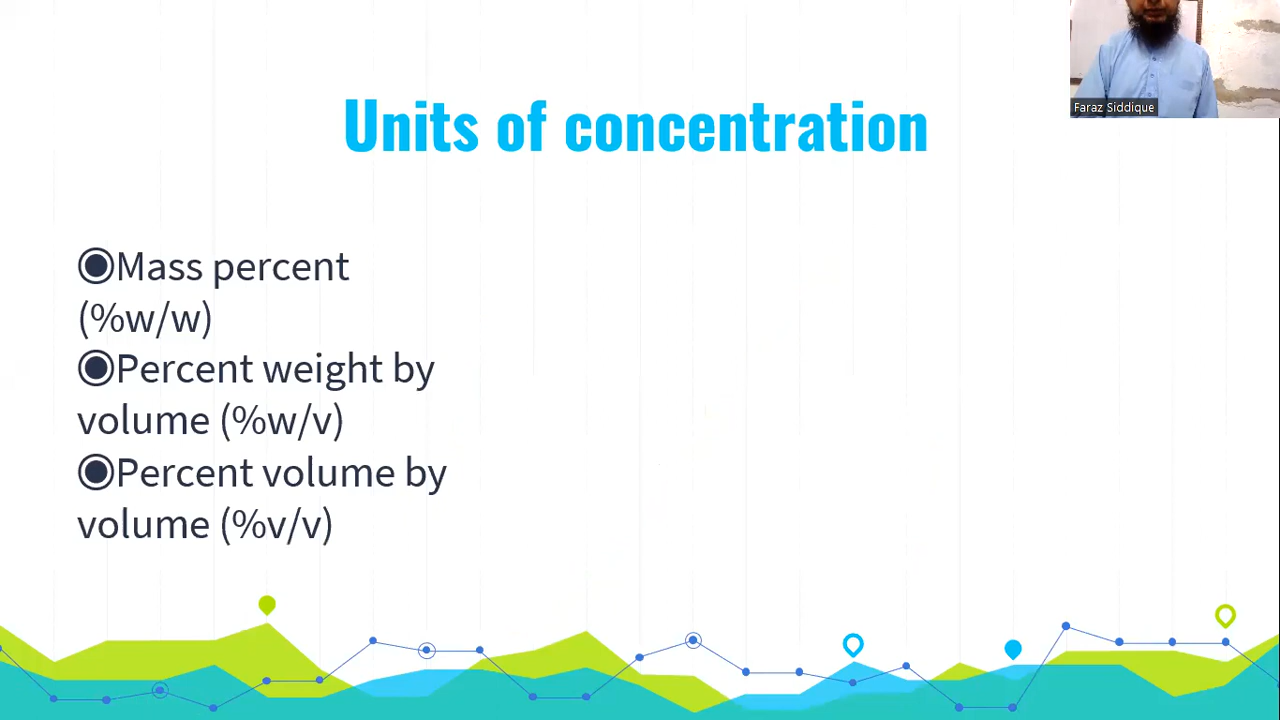 Units of concentration
Faraz Siddique
◉Mass percent
(%w/w)
◉Percent weight by
volume (%w/v)
◉Percent volume by
volume (%v/v)